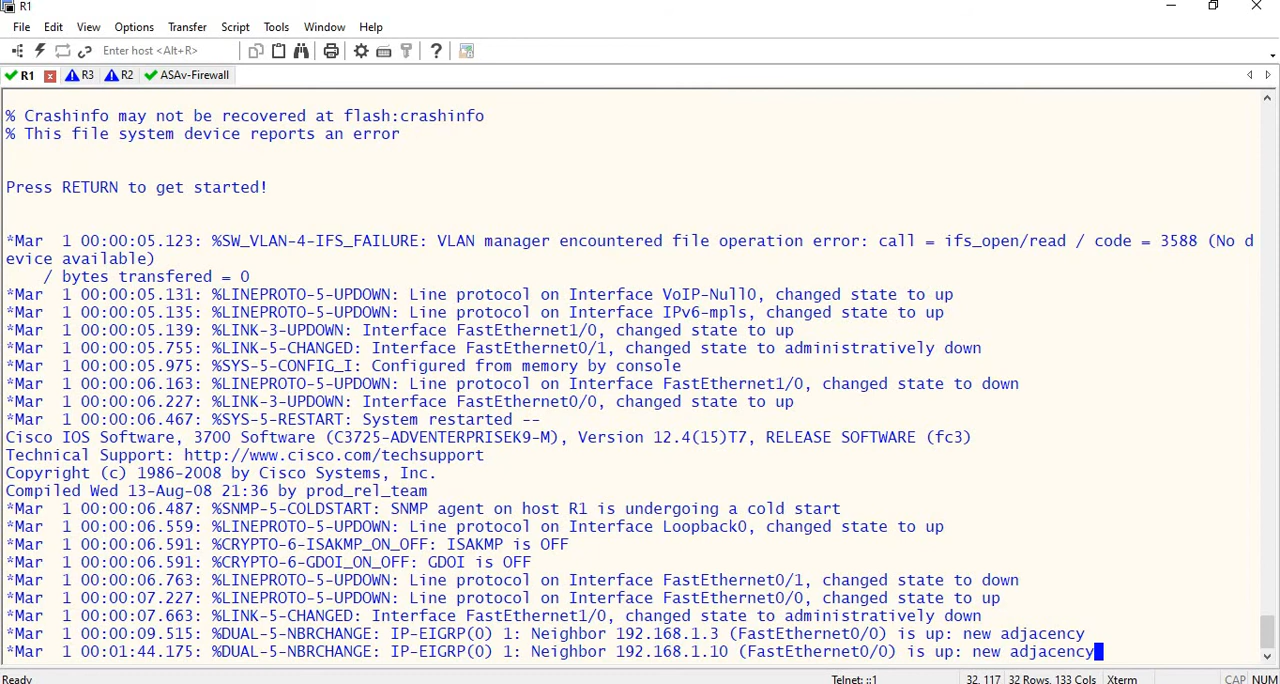 R1
File Edit View Options Transfer Script Tools Window Help
Enter host <Alt+R>
R1 R3 R2 ASAv-Firewall
% Crashinfo may not be recovered at flash:crashinfo
% This file system device reports an error
Press RETURN to get started!
*Mar  1 00:00:05.123: %SW_VLAN-4-IFS_FAILURE: VLAN manager encountered file operation error: call = ifs_open/read / code = 3588 (No d
evice available)
    / bytes transfered = 0
*Mar  1 00:00:05.131: %LINEPROTO-5-UPDOWN: Line protocol on Interface VoIP-Null0, changed state to up
*Mar  1 00:00:05.135: %LINEPROTO-5-UPDOWN: Line protocol on Interface IPv6-mpls, changed state to up
*Mar  1 00:00:05.139: %LINK-3-UPDOWN: Interface FastEthernet1/0, changed state to up
*Mar  1 00:00:05.755: %LINK-5-CHANGED: Interface FastEthernet0/1, changed state to administratively down
*Mar  1 00:00:05.975: %SYS-5-CONFIG_I: Configured from memory by console
*Mar  1 00:00:06.163: %LINEPROTO-5-UPDOWN: Line protocol on Interface FastEthernet1/0, changed state to down
*Mar  1 00:00:06.227: %LINK-3-UPDOWN: Interface FastEthernet0/0, changed state to up
*Mar  1 00:00:06.467: %SYS-5-RESTART: System restarted --
Cisco IOS Software, 3700 Software (C3725-ADVENTERPRISEK9-M), Version 12.4(15)T7, RELEASE SOFTWARE (fc3)
Technical Support: http://www.cisco.com/techsupport
Copyright (c) 1986-2008 by Cisco Systems, Inc.
Compiled Wed 13-Aug-08 21:36 by prod_rel_team
*Mar  1 00:00:06.487: %SNMP-5-COLDSTART: SNMP agent on host R1 is undergoing a cold start
*Mar  1 00:00:06.559: %LINEPROTO-5-UPDOWN: Line protocol on Interface Loopback0, changed state to up
*Mar  1 00:00:06.591: %CRYPTO-6-ISAKMP_ON_OFF: ISAKMP is OFF
*Mar  1 00:00:06.591: %CRYPTO-6-GDOI_ON_OFF: GDOI is OFF
*Mar  1 00:00:06.763: %LINEPROTO-5-UPDOWN: Line protocol on Interface FastEthernet0/1, changed state to down
*Mar  1 00:00:07.227: %LINEPROTO-5-UPDOWN: Line protocol on Interface FastEthernet0/0, changed state to up
*Mar  1 00:00:07.663: %LINK-5-CHANGED: Interface FastEthernet1/0, changed state to administratively down
*Mar  1 00:00:09.515: %DUAL-5-NBRCHANGE: IP-EIGRP(0) 1: Neighbor 192.168.1.3 (FastEthernet0/0) is up: new adjacency
*Mar  1 00:01:44.175: %DUAL-5-NBRCHANGE: IP-EIGRP(0) 1: Neighbor 192.168.1.10 (FastEthernet0/0) is up: new adjacency
Ready Telnet: ::1 32, 117 32 Rows, 133 Cols Xterm CAP NUM